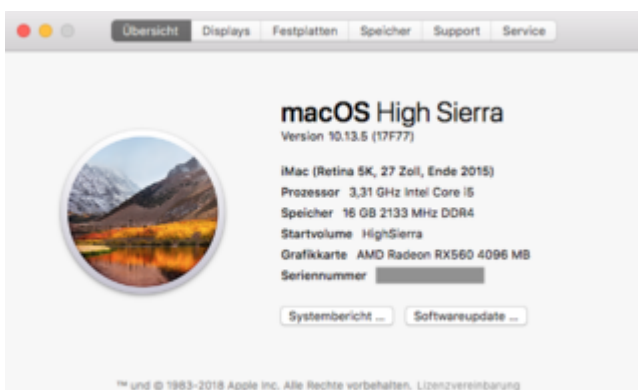 Übersicht Displays Festplatten Speicher Support Service
macOS High Sierra
Version 10.13.5 (17F77)
iMac (Retina 5K, 27 Zoll, Ende 2015)
Prozessor 3,31 GHz Intel Core i5
Speicher 16 GB 2133 MHz DDR4
Startvolume HighSierra
Grafikkarte AMD Radeon RX560 4096 MB
Seriennummer
Systembericht ... Softwareupdate ...
™ und © 1983-2018 Apple Inc. Alle Rechte vorbehalten. Lizenzvereinbarung